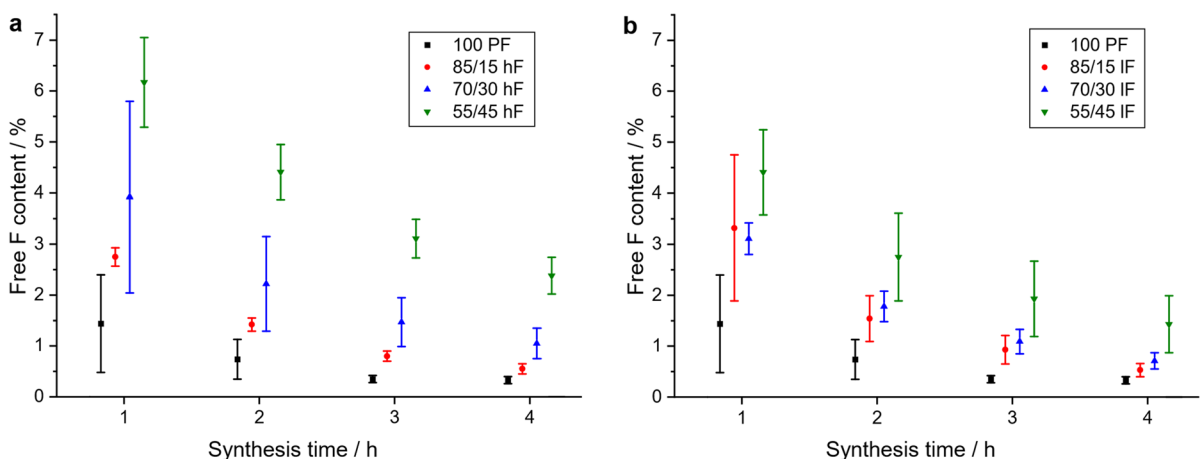 a
7
6
5
4
3
2
1
0
Free F content / %
100 PF
85/15 hF
70/30 hF
55/45 hF
1 2 3 4
Synthesis time / h
b
7
6
5
4
3
2
1
0
Free F content / %
100 PF
85/15 lF
70/30 lF
55/45 lF
1 2 3 4
Synthesis time / h